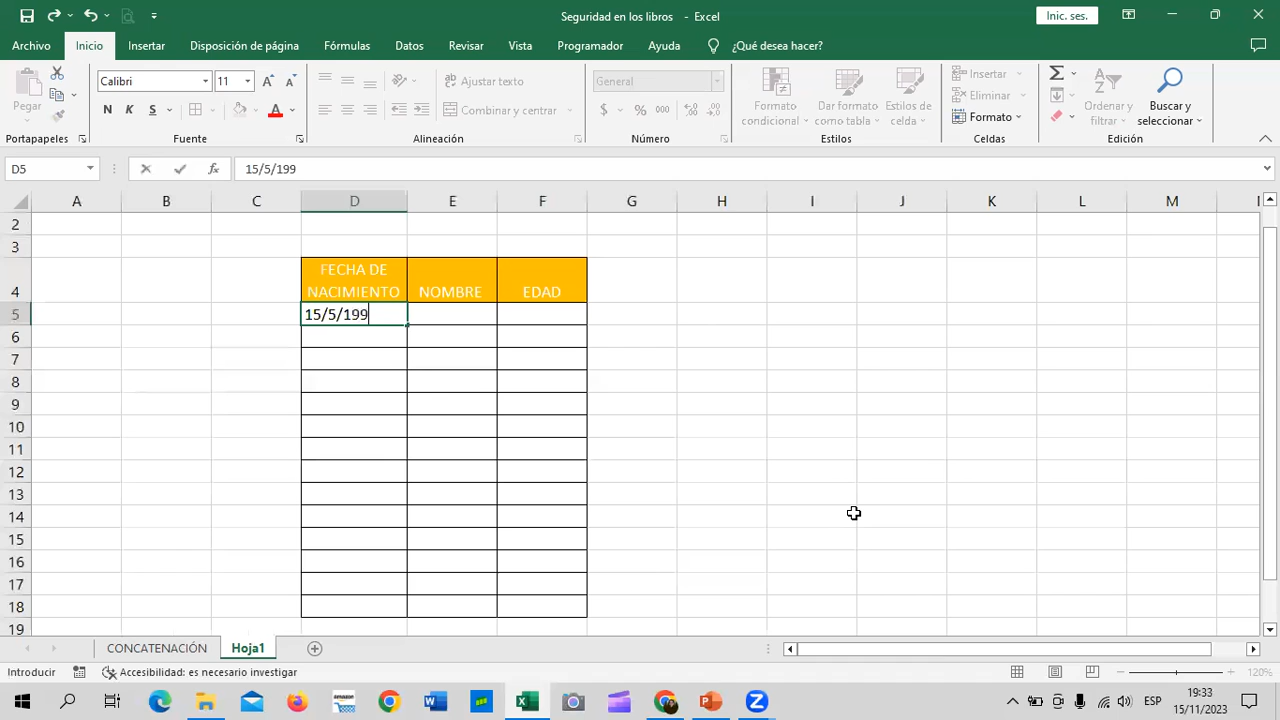 Seguridad en los libros - Excel
Inic. ses.
Archivo Inicio Insertar Disposición de página Fórmulas Datos Revisar Vista Programador Ayuda ¿Qué desea hacer?
Pegar
Calibri 11
N K S
Ajustar texto
Combinar y centrar
General
$ % 000
Formato condicional
Dar formato como tabla
Estilos de celda
Insertar
Eliminar
Formato
Ordenar y filtrar
Buscar y seleccionar
Portapapeles Fuente Alineación Número Estilos Celdas Edición
D5 fx 15/5/199
A B C D E F G H I J K L M
2
3
4 FECHA DE NACIMIENTO NOMBRE EDAD
5 15/5/199
6
7
8
9
10
11
12
13
14
15
16
17
18
19
CONCATENACIÓN Hoja1
Introducir Accesibilidad: es necesario investigar 120%
ESP 19:33
15/11/2023